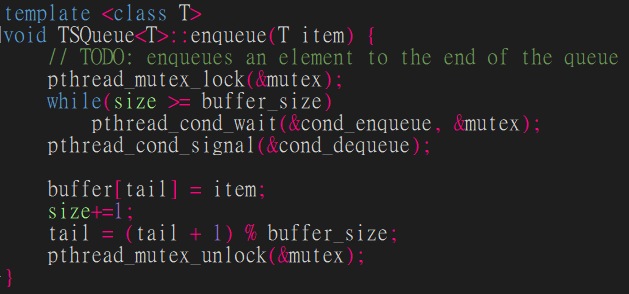 template <class T>
void TSQueue<T>::enqueue(T item) {
    // TODO: enqueues an element to the end of the queue
    pthread_mutex_lock(&mutex);
    while(size >= buffer_size)
        pthread_cond_wait(&cond_enqueue, &mutex);
    pthread_cond_signal(&cond_dequeue);

    buffer[tail] = item;
    size+=1;
    tail = (tail + 1) % buffer_size;
    pthread_mutex_unlock(&mutex);
}